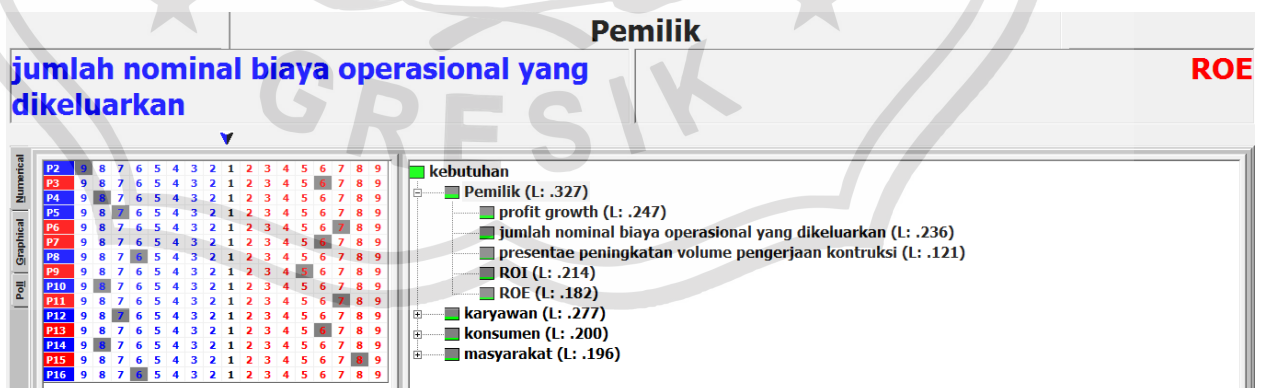 Pemilik
jumlah nominal biaya operasional yang
dikeluarkan
ROE
GRESIK
Numerical
Graphical
Poll
P2 9 8 7 6 5 4 3 2 1 2 3 4 5 6 7 8 9
P3 9 8 7 6 5 4 3 2 1 2 3 4 5 6 7 8 9
P4 9 8 7 6 5 4 3 2 1 2 3 4 5 6 7 8 9
P5 9 8 7 6 5 4 3 2 1 2 3 4 5 6 7 8 9
P6 9 8 7 6 5 4 3 2 1 2 3 4 5 6 7 8 9
P7 9 8 7 6 5 4 3 2 1 2 3 4 5 6 7 8 9
P8 9 8 7 6 5 4 3 2 1 2 3 4 5 6 7 8 9
P9 9 8 7 6 5 4 3 2 1 2 3 4 5 6 7 8 9
P10 9 8 7 6 5 4 3 2 1 2 3 4 5 6 7 8 9
P11 9 8 7 6 5 4 3 2 1 2 3 4 5 6 7 8 9
P12 9 8 7 6 5 4 3 2 1 2 3 4 5 6 7 8 9
P13 9 8 7 6 5 4 3 2 1 2 3 4 5 6 7 8 9
P14 9 8 7 6 5 4 3 2 1 2 3 4 5 6 7 8 9
P15 9 8 7 6 5 4 3 2 1 2 3 4 5 6 7 8 9
P16 9 8 7 6 5 4 3 2 1 2 3 4 5 6 7 8 9
kebutuhan
Pemilik (L: .327)
profit growth (L: .247)
jumlah nominal biaya operasional yang dikeluarkan (L: .236)
presentae peningkatan volume pengerjaan kontruksi (L: .121)
ROI (L: .214)
ROE (L: .182)
karyawan (L: .277)
konsumen (L: .200)
masyarakat (L: .196)